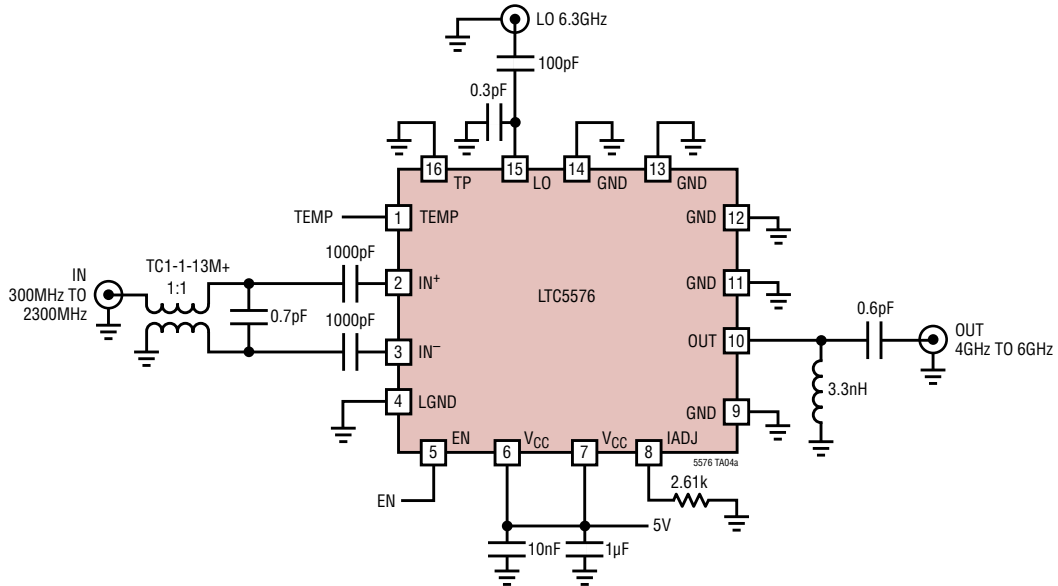 LO 6.3GHz
100pF
0.3pF
16
15
14
13
TP
LO
GND
GND
TEMP
1
TEMP
GND
12
1000pF
TC1-1-13M+
1:1
IN
300MHz TO
2300MHz
2
IN+
LTC5576
GND
11
0.7pF
1000pF
0.6pF
3
IN–
OUT
10
OUT
4GHz TO 6GHz
3.3nH
4
LGND
GND
9
EN
VCC
VCC
IADJ
5
6
7
8
5576 TA04a
2.61k
EN
5V
10nF
1µF